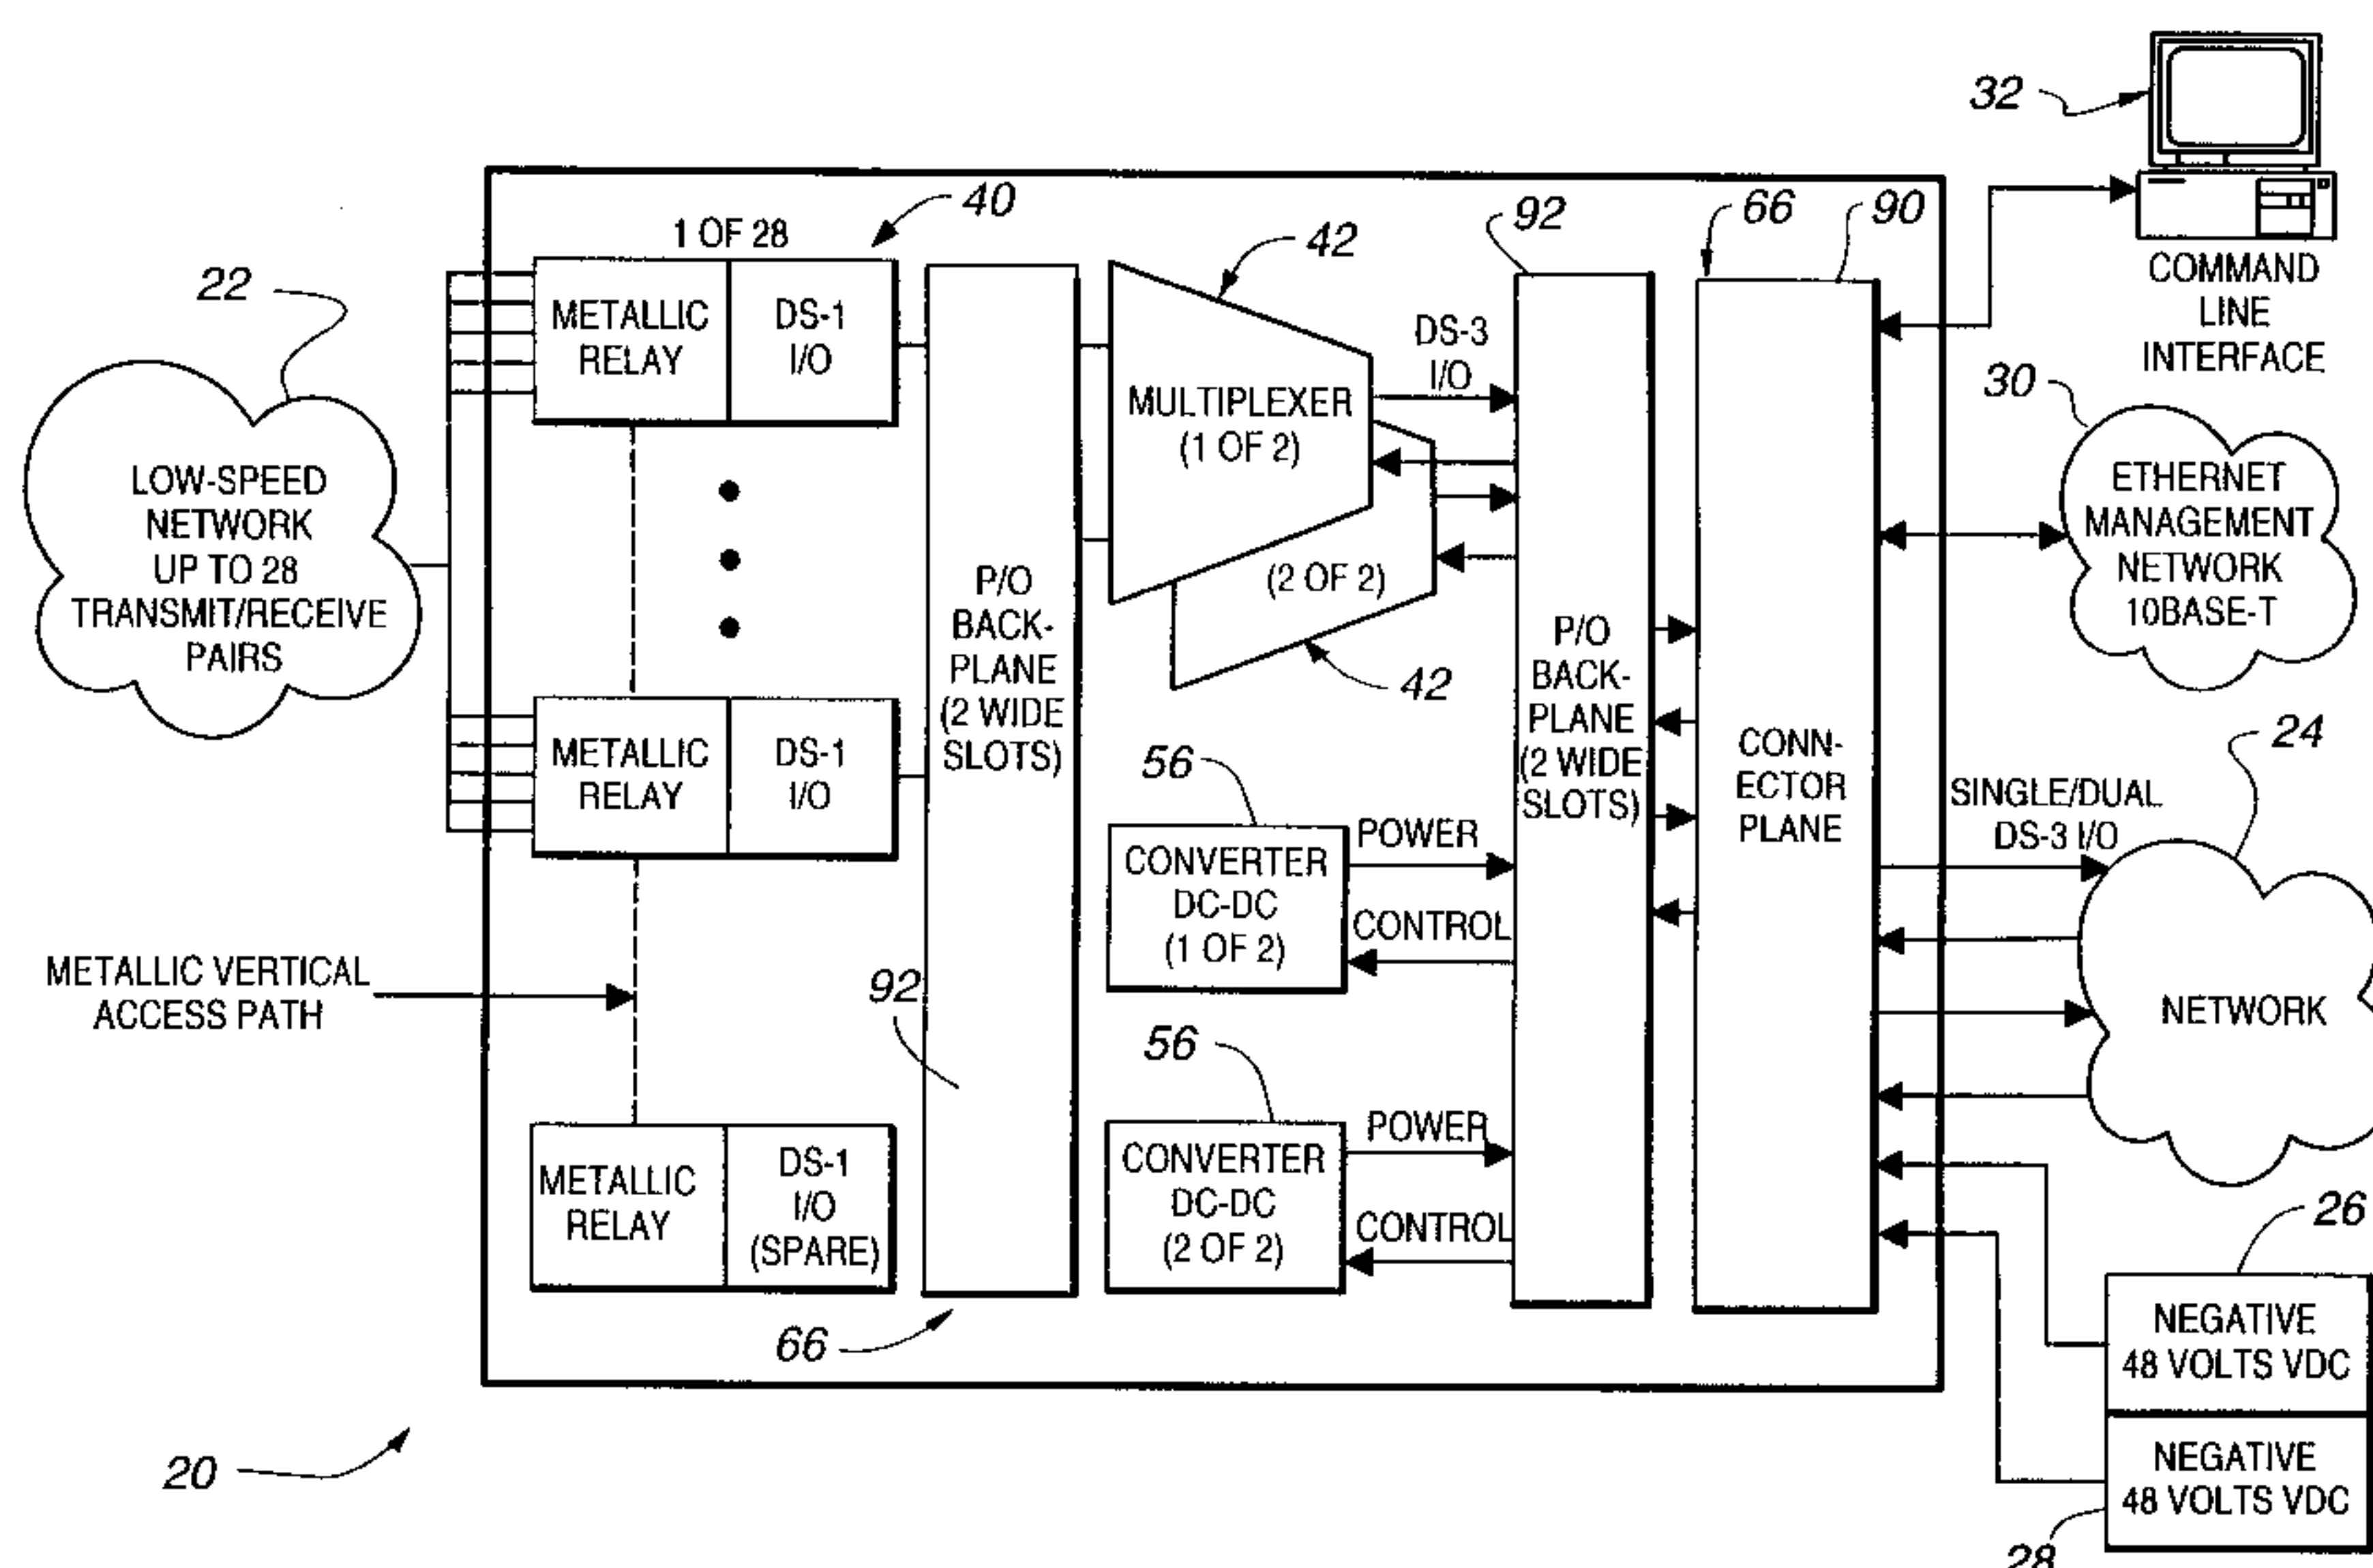 32
COMMAND
LINE
INTERFACE
1 OF 28
40
METALLIC
RELAY
DS-1
I/O
22
LOW-SPEED
NETWORK
UP TO 28
TRANSMIT/RECEIVE
PAIRS
METALLIC
RELAY
DS-1
I/O
METALLIC VERTICAL
ACCESS PATH
METALLIC
RELAY
DS-1
I/O
(SPARE)
P/O
BACK-
PLANE
(2 WIDE
SLOTS)
92
66
42
MULTIPLEXER
(1 OF 2)
(2 OF 2)
42
DS-3
I/O
56
CONVERTER
DC-DC
(1 OF 2)
POWER
CONTROL
56
CONVERTER
DC-DC
(2 OF 2)
POWER
CONTROL
92
P/O
BACK-
PLANE
(2 WIDE
SLOTS)
66
90
CONN-
ECTOR
PLANE
30
ETHERNET
MANAGEMENT
NETWORK
10BASE-T
24
SINGLE/DUAL
DS-3 I/O
NETWORK
26
NEGATIVE
48 VOLTS VDC
NEGATIVE
48 VOLTS VDC
28
20